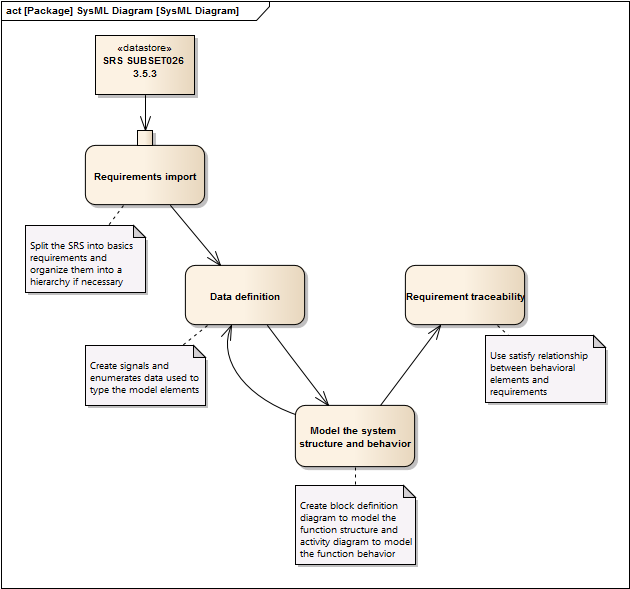 act [Package] SysML Diagram [SysML Diagram]
«datastore»
SRS SUBSET026
3.5.3
Requirements import
Split the SRS into basics
requirements and
organize them into a
hierarchy if necessary
Data definition
Requirement traceability
Create signals and
enumerates data used to
type the model elements
Use satisfy relationship
between behavioral
elements and
requirements
Model the system
structure and behavior
Create block definition
diagram to model the
function structure and
activity diagram to model
the function behavior